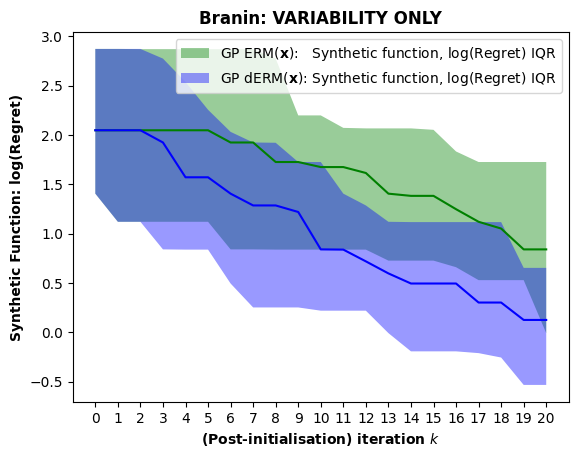 Branin: VARIABILITY ONLY
GP ERM(x): Synthetic function, log(Regret) IQR
GP dERM(x): Synthetic function, log(Regret) IQR
Synthetic Function: log(Regret)
3.0
2.5
2.0
1.5
1.0
0.5
0.0
−0.5
0 1 2 3 4 5 6 7 8 9 10 11 12 13 14 15 16 17 18 19 20
(Post-initialisation) iteration k